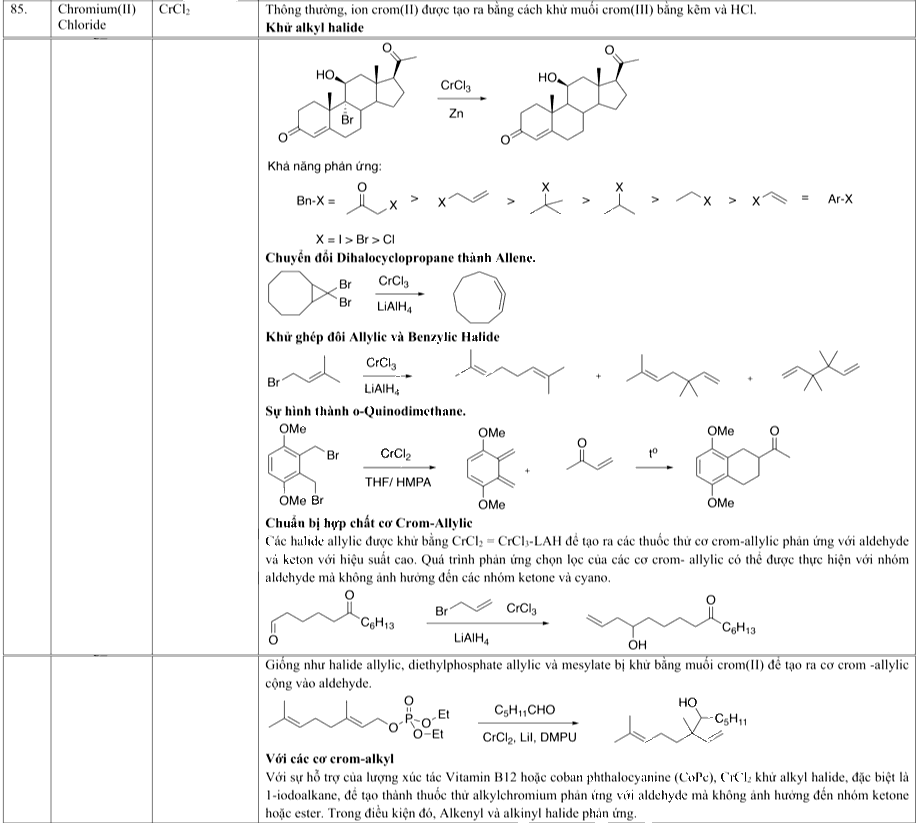 85. Chromium(II) CrCl₂ Thông thường, ion crom(II) được tạo ra bằng cách khử muối crom(III) bằng kẽm và HCl.
Chloride Khử alkyl halide
O
HO
CrCl₃
Zn
Br
O
O
HO
O
Khả năng phản ứng:
Bn-X = O X > X > X > X > X > X = Ar-X
X = I > Br > Cl
Chuyển đổi Dihalocyclopropane thành Allene.
Br
Br
CrCl₃
LiAlH₄
Khử ghép đôi Allylic và Benzylic Halide
Br
CrCl₃
LiAlH₄
+ +
Sự hình thành o-Quinodimethane.
OMe
Br
OMe Br
CrCl₂
THF/ HMPA
OMe
OMe
+
O
t⁰
OMe
O
OMe
Chuẩn bị hợp chất cơ Crom-Allylic
Các halide allylic được khử bằng CrCl₂ = CrCl₃-LAH để tạo ra các thuốc thử cơ crom-allylic phản ứng với aldehyde
và keton với hiệu suất cao. Quá trình phản ứng chọn lọc của các cơ crom- allylic có thể được thực hiện với nhóm
aldehyde mà không ảnh hưởng đến các nhóm ketone và cyano.
O
O
C₆H₁₃
Br CrCl₃
LiAlH₄
OH
O
C₆H₁₃
Giống như halide allylic, diethylphosphate allylic và mesylate bị khử bằng muối crom(II) để tạo ra cơ crom -allylic
cộng vào aldehyde.
O
O P O Et
O-Et
C₅H₁₁CHO
CrCl₂, LiI, DMPU
HO
C₅H₁₁
Với các cơ crom-alkyl
Với sự hỗ trợ của lượng xúc tác Vitamin B12 hoặc coban phthalocyanine (CoPc), CrCl₂ khử alkyl halide, đặc biệt là
1-iodoalkane, để tạo thành thuốc thử alkylchromium phản ứng với aldehyde mà không ảnh hưởng đến nhóm ketone
hoặc ester. Trong điều kiện đó, Alkenyl và alkinyl halide phản ứng.